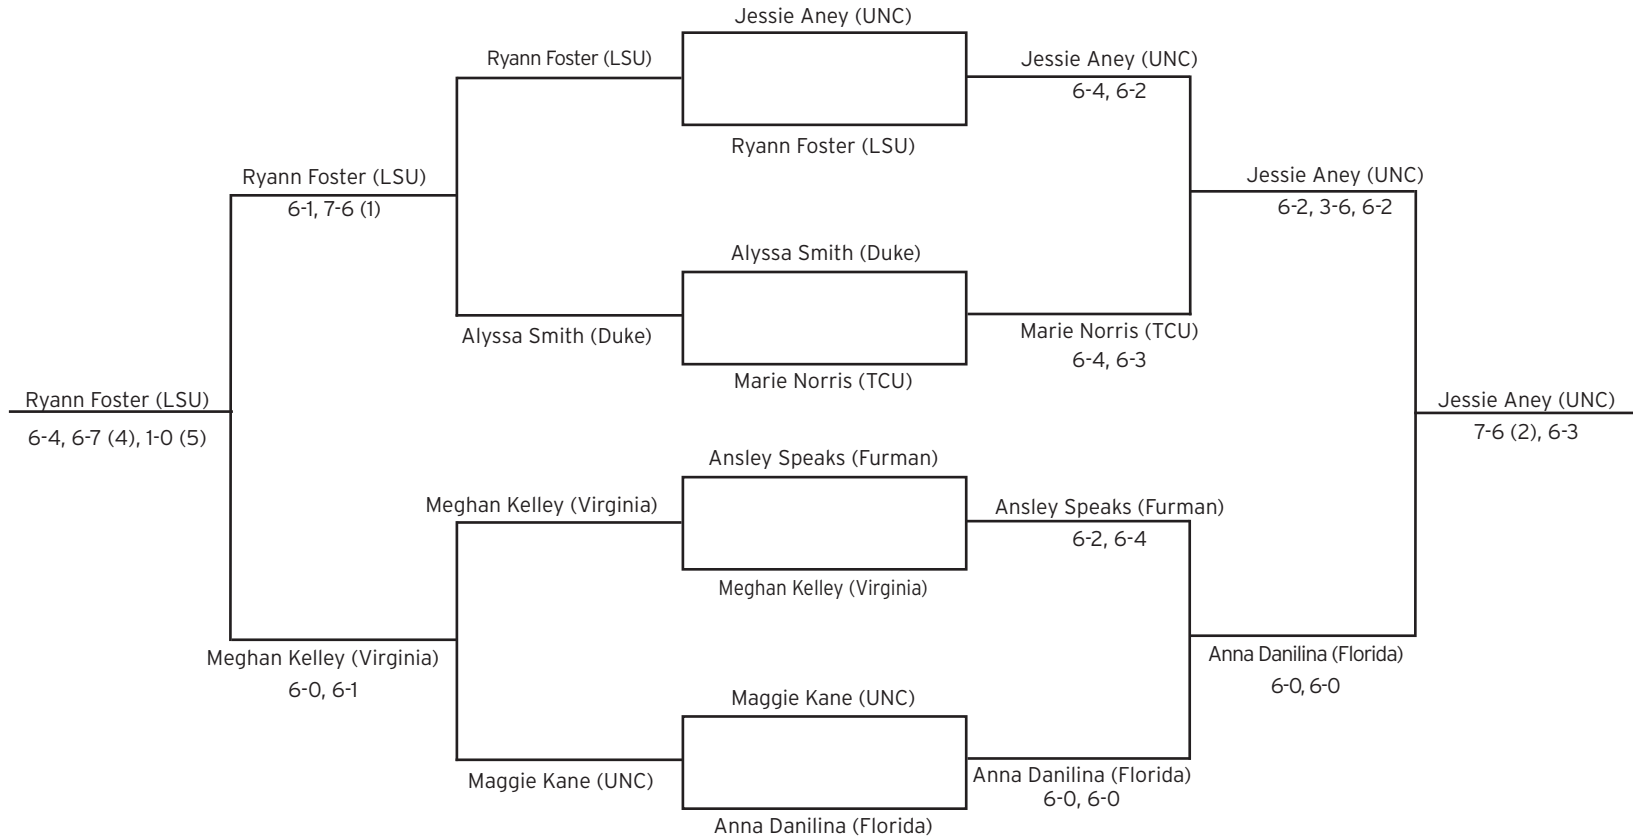 Jessie Aney (UNC)
Ryann Foster (LSU)
Jessie Aney (UNC)
6-4, 6-2
Ryann Foster (LSU)
Ryann Foster (LSU)
6-1, 7-6 (1)
Jessie Aney (UNC)
6-2, 3-6, 6-2
Alyssa Smith (Duke)
Alyssa Smith (Duke)
Marie Norris (TCU)
6-4, 6-3
Marie Norris (TCU)
Ryann Foster (LSU)
6-4, 6-7 (4), 1-0 (5)
Jessie Aney (UNC)
7-6 (2), 6-3
Ansley Speaks (Furman)
Meghan Kelley (Virginia)
Ansley Speaks (Furman)
6-2, 6-4
Meghan Kelley (Virginia)
Meghan Kelley (Virginia)
6-0, 6-1
Anna Danilina (Florida)
6-0, 6-0
Maggie Kane (UNC)
Maggie Kane (UNC)
Anna Danilina (Florida)
6-0, 6-0
Anna Danilina (Florida)